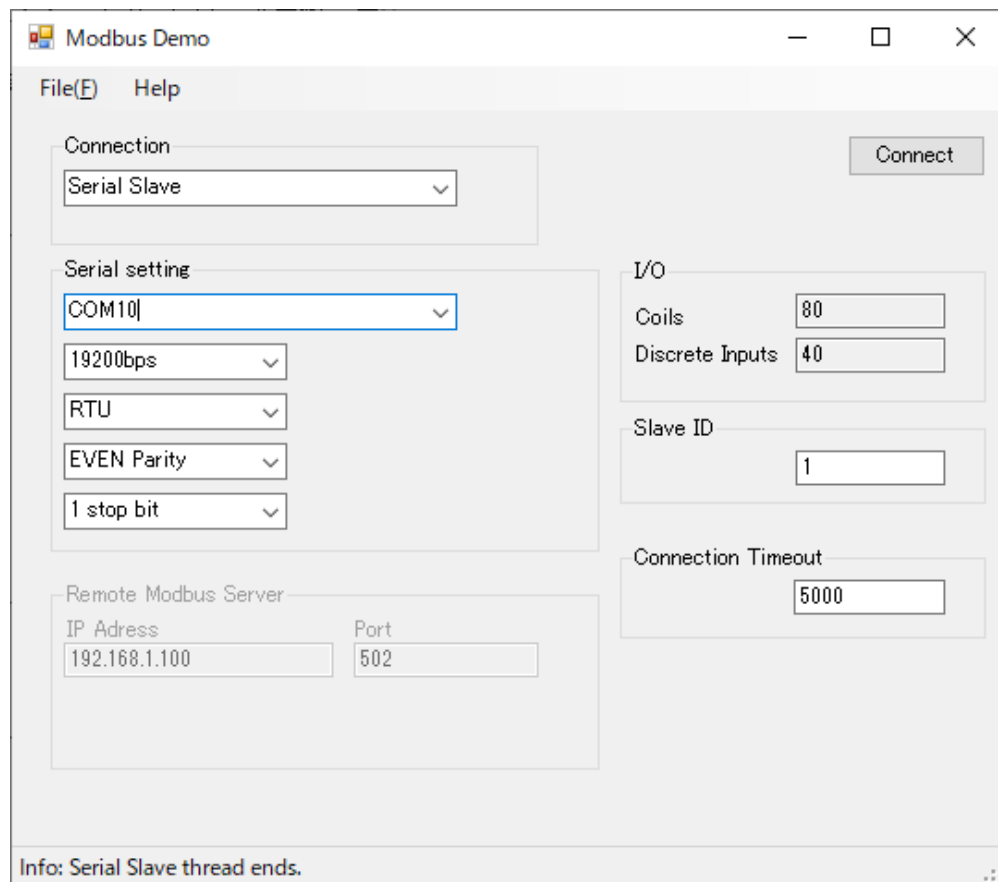 Modbus Demo
File(F) Help
Connection
Connect
Serial Slave
Serial setting
COM10
19200bps
RTU
EVEN Parity
1 stop bit
I/O
Coils 80
Discrete Inputs 40
Slave ID
1
Connection Timeout
5000
Remote Modbus Server
IP Adress Port
192.168.1.100 502
Info: Serial Slave thread ends.